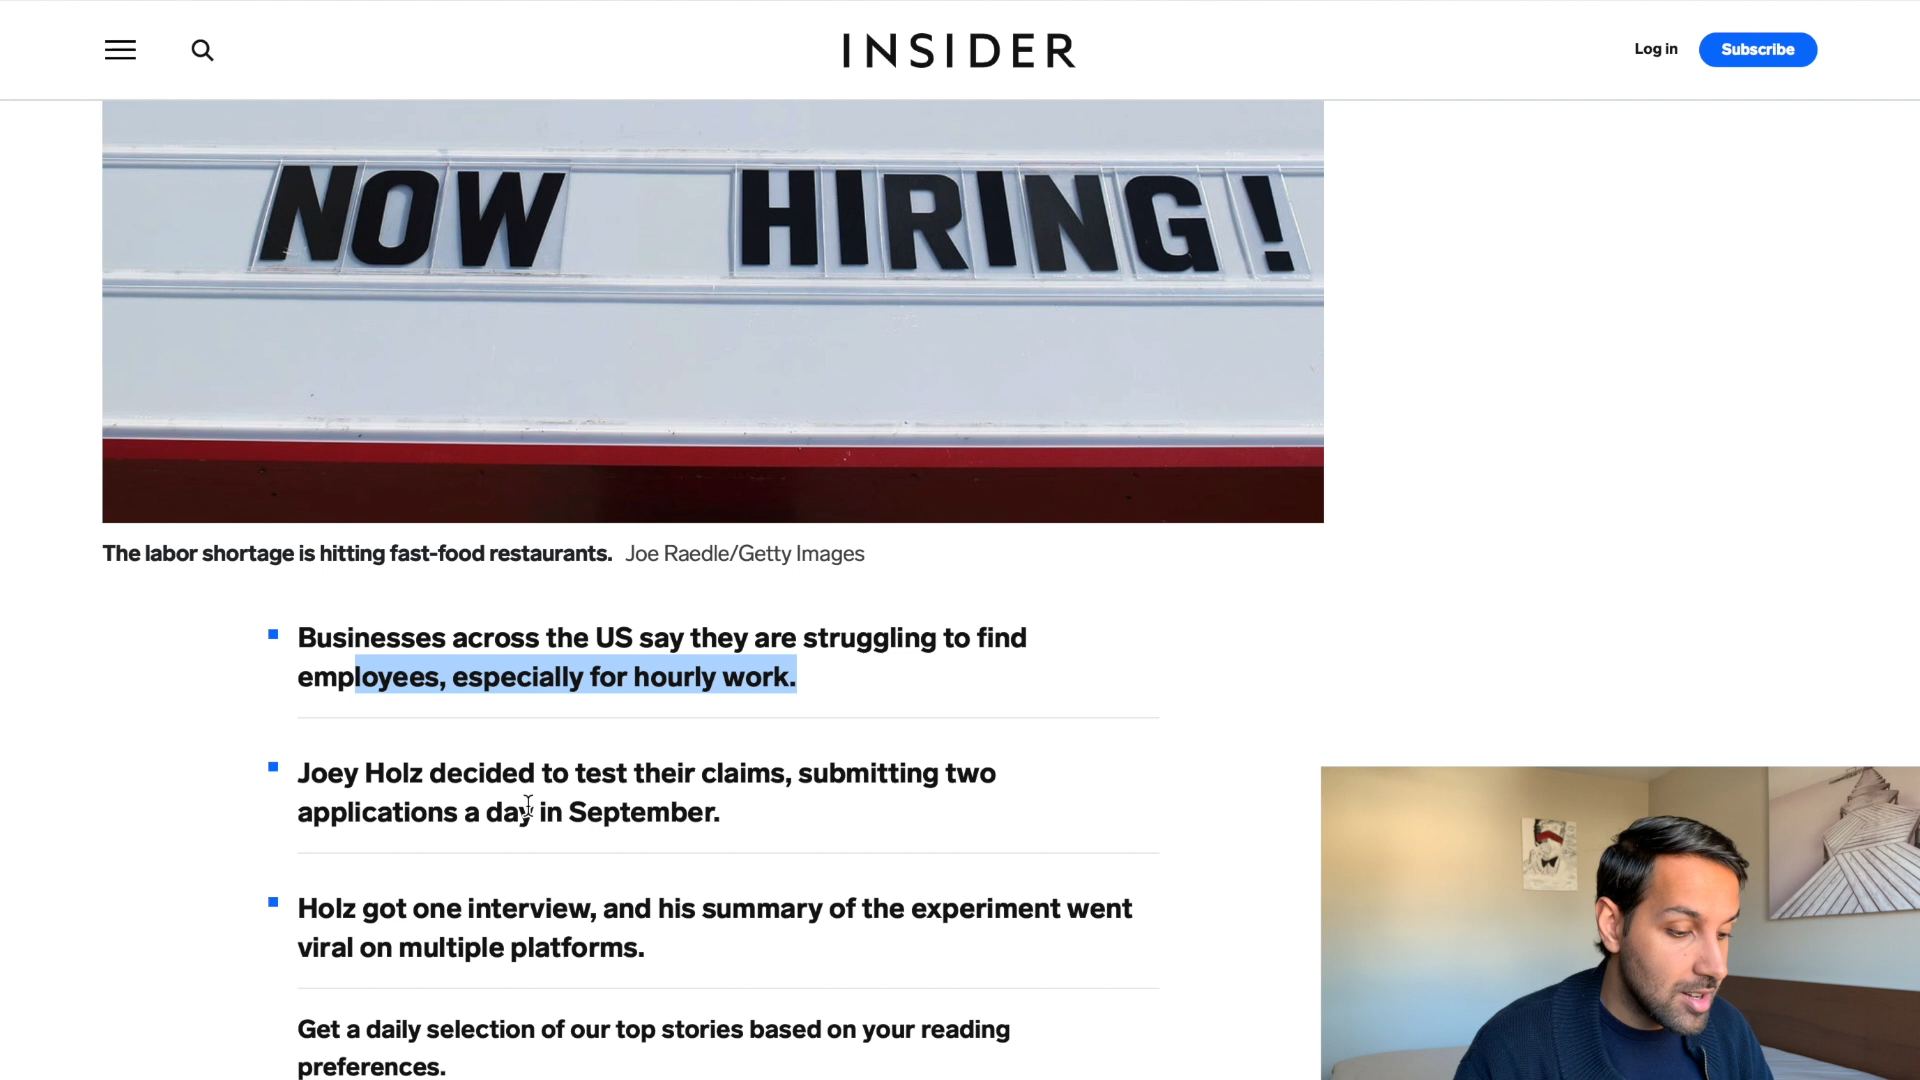 INSIDER
Log in
Subscribe
NOW HIRING!
The labor shortage is hitting fast-food restaurants. Joe Raedle/Getty Images
Businesses across the US say they are struggling to find
employees, especially for hourly work.
Joey Holz decided to test their claims, submitting two
applications a day in September.
Holz got one interview, and his summary of the experiment went
viral on multiple platforms.
Get a daily selection of our top stories based on your reading
preferences.